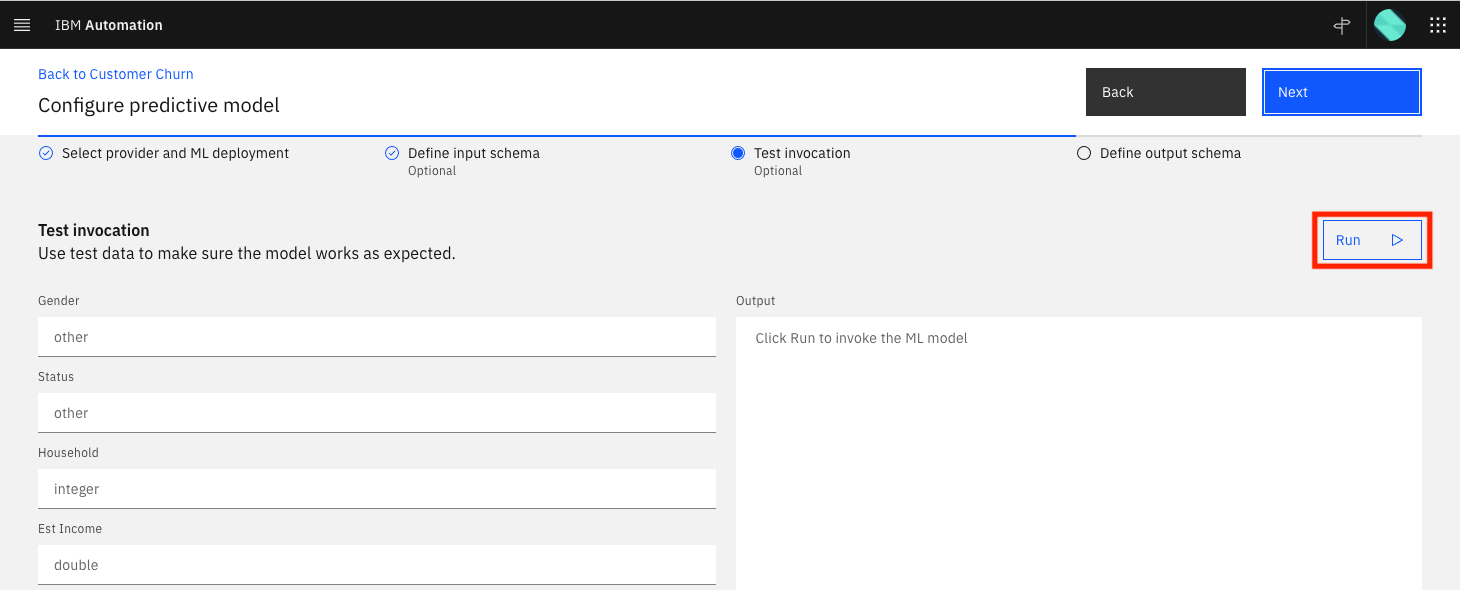 IBM Automation
Back to Customer Churn
Configure predictive model
Back
Next
Select provider and ML deployment
Define input schema
Optional
Test invocation
Optional
Define output schema
Test invocation
Use test data to make sure the model works as expected.
Run
Gender
other
Status
other
Household
integer
Est Income
double
Output
Click Run to invoke the ML model